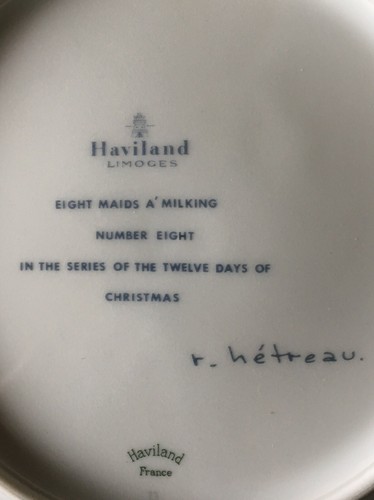 Haviland
LIMOGES
EIGHT MAIDS A' MILKING
NUMBER EIGHT
IN THE SERIES OF THE TWELVE DAYS OF
CHRISTMAS
r. hétreau.
Haviland
France